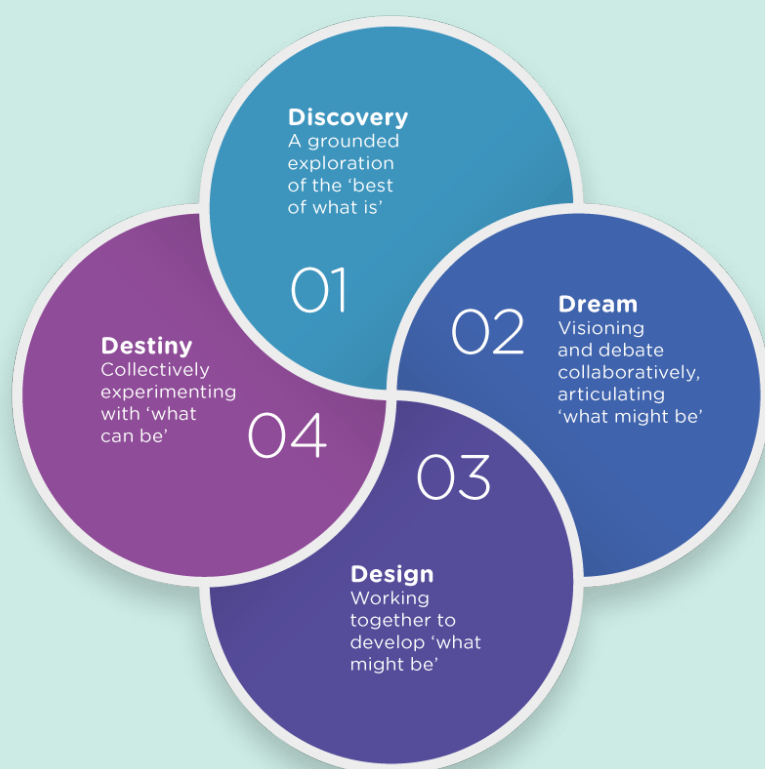 Discovery
A grounded
exploration
of the ‘best
of what is’
01
02
Dream
Visioning
and debate
collaboratively,
articulating
‘what might be’
03
Design
Working
together to
develop ‘what
might be’
Destiny
Collectively
experimenting
with ‘what
can be’
04